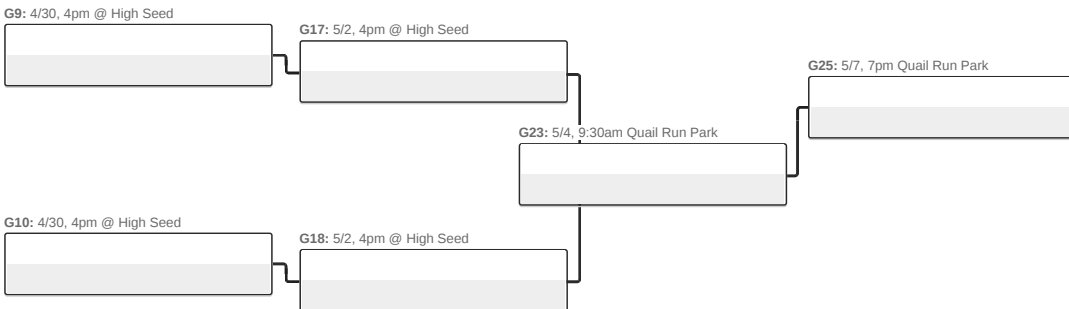 G9: 4/30, 4pm @ High Seed
G17: 5/2, 4pm @ High Seed
G25: 5/7, 7pm Quail Run Park
G23: 5/4, 9:30am Quail Run Park
G10: 4/30, 4pm @ High Seed
G18: 5/2, 4pm @ High Seed